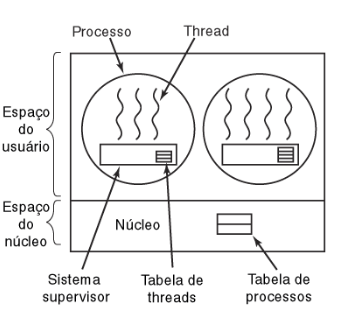 Processo
Thread
Espaço
do
usuário
Espaço
do
núcleo
Núcleo
Sistema
supervisor
Tabela de
threads
Tabela de
processos